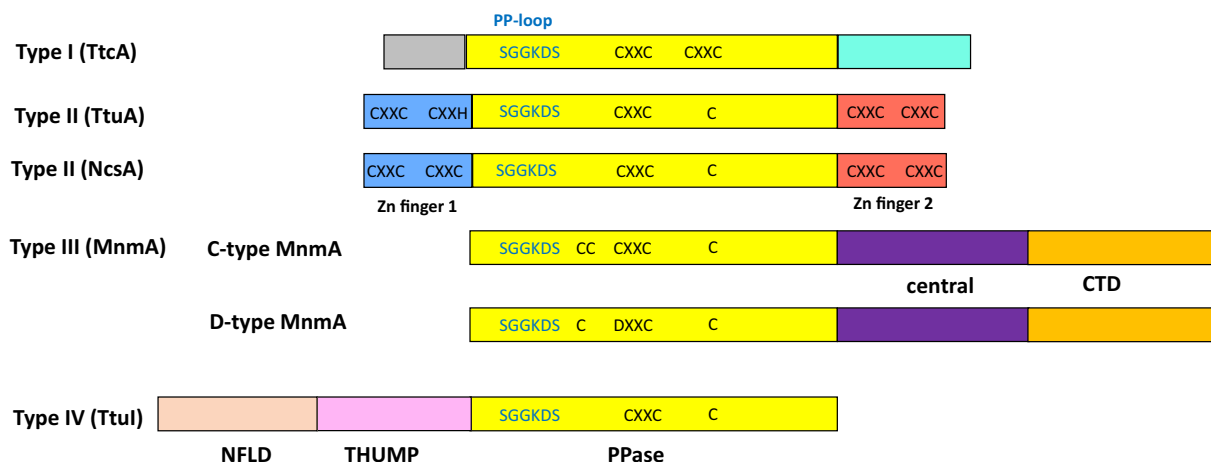 PP-loop
Type I (TtcA) SGGKDS CXXC CXXC
Type II (TtuA) CXXC CXXH SGGKDS CXXC C CXXC CXXC
Type II (NcsA) CXXC CXXC SGGKDS CXXC C CXXC CXXC
Zn finger 1 Zn finger 2
Type III (MnmA) C-type MnmA SGGKDS CC CXXC C
central CTD
D-type MnmA SGGKDS C DXXC C
Type IV (TtuI) SGGKDS CXXC C
NFLD THUMP PPase